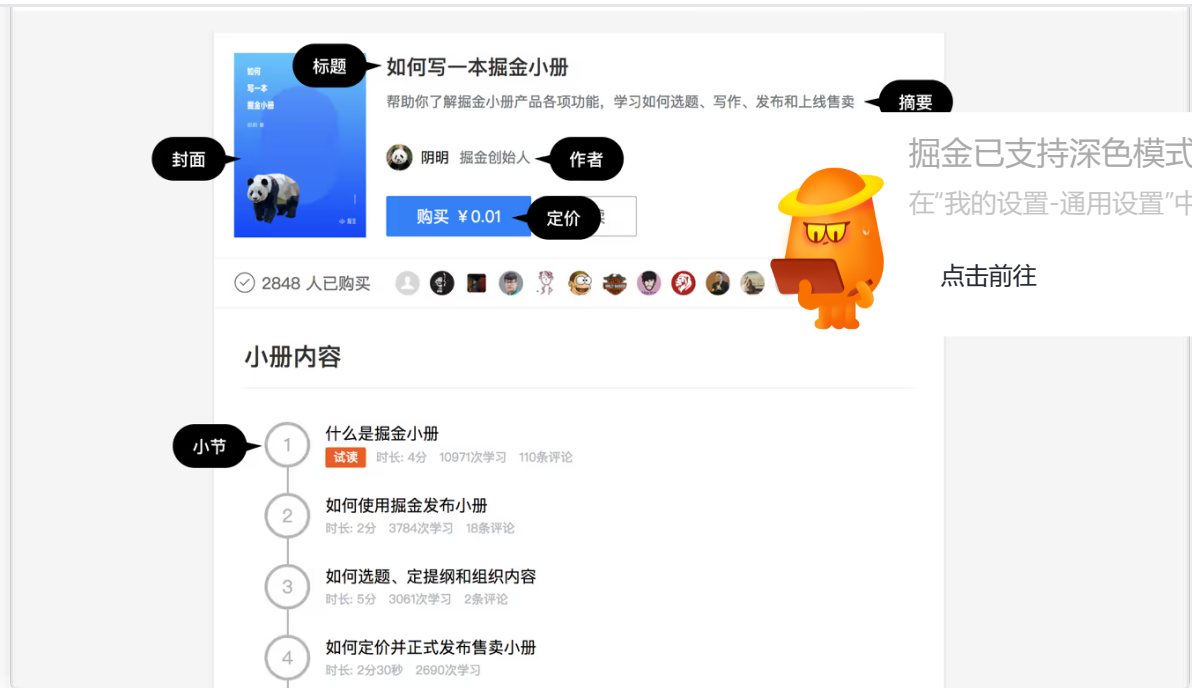 标题
如何写一本掘金小册
如何
写一本
掘金小册
帮助你了解掘金小册产品各项功能，学习如何选题、写作、发布和上线售卖
摘要
封面
阴明 掘金创始人
作者
购买 ￥0.01
定价
掘金已支持深色模式
在“我的设置-通用设置”中
点击前往
2848 人已购买
小册内容
小节
1
什么是掘金小册
试读 时长: 4分 10971次学习 110条评论
2
如何使用掘金发布小册
时长: 2分 3784次学习 18条评论
3
如何选题、定提纲和组织内容
时长: 5分 3061次学习 2条评论
4
如何定价并正式发布售卖小册
时长: 2分30秒 2690次学习